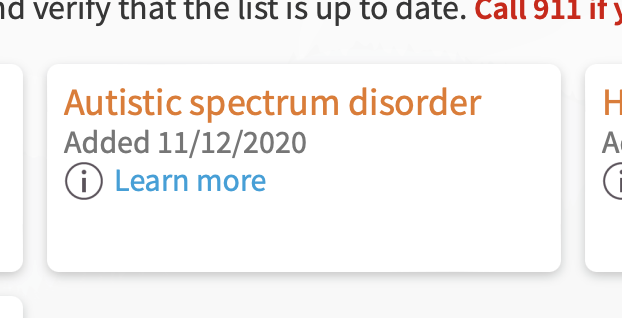 nd verify that the list is up to date. Call 911 if y
Autistic spectrum disorder
Added 11/12/2020
Learn more
H
A